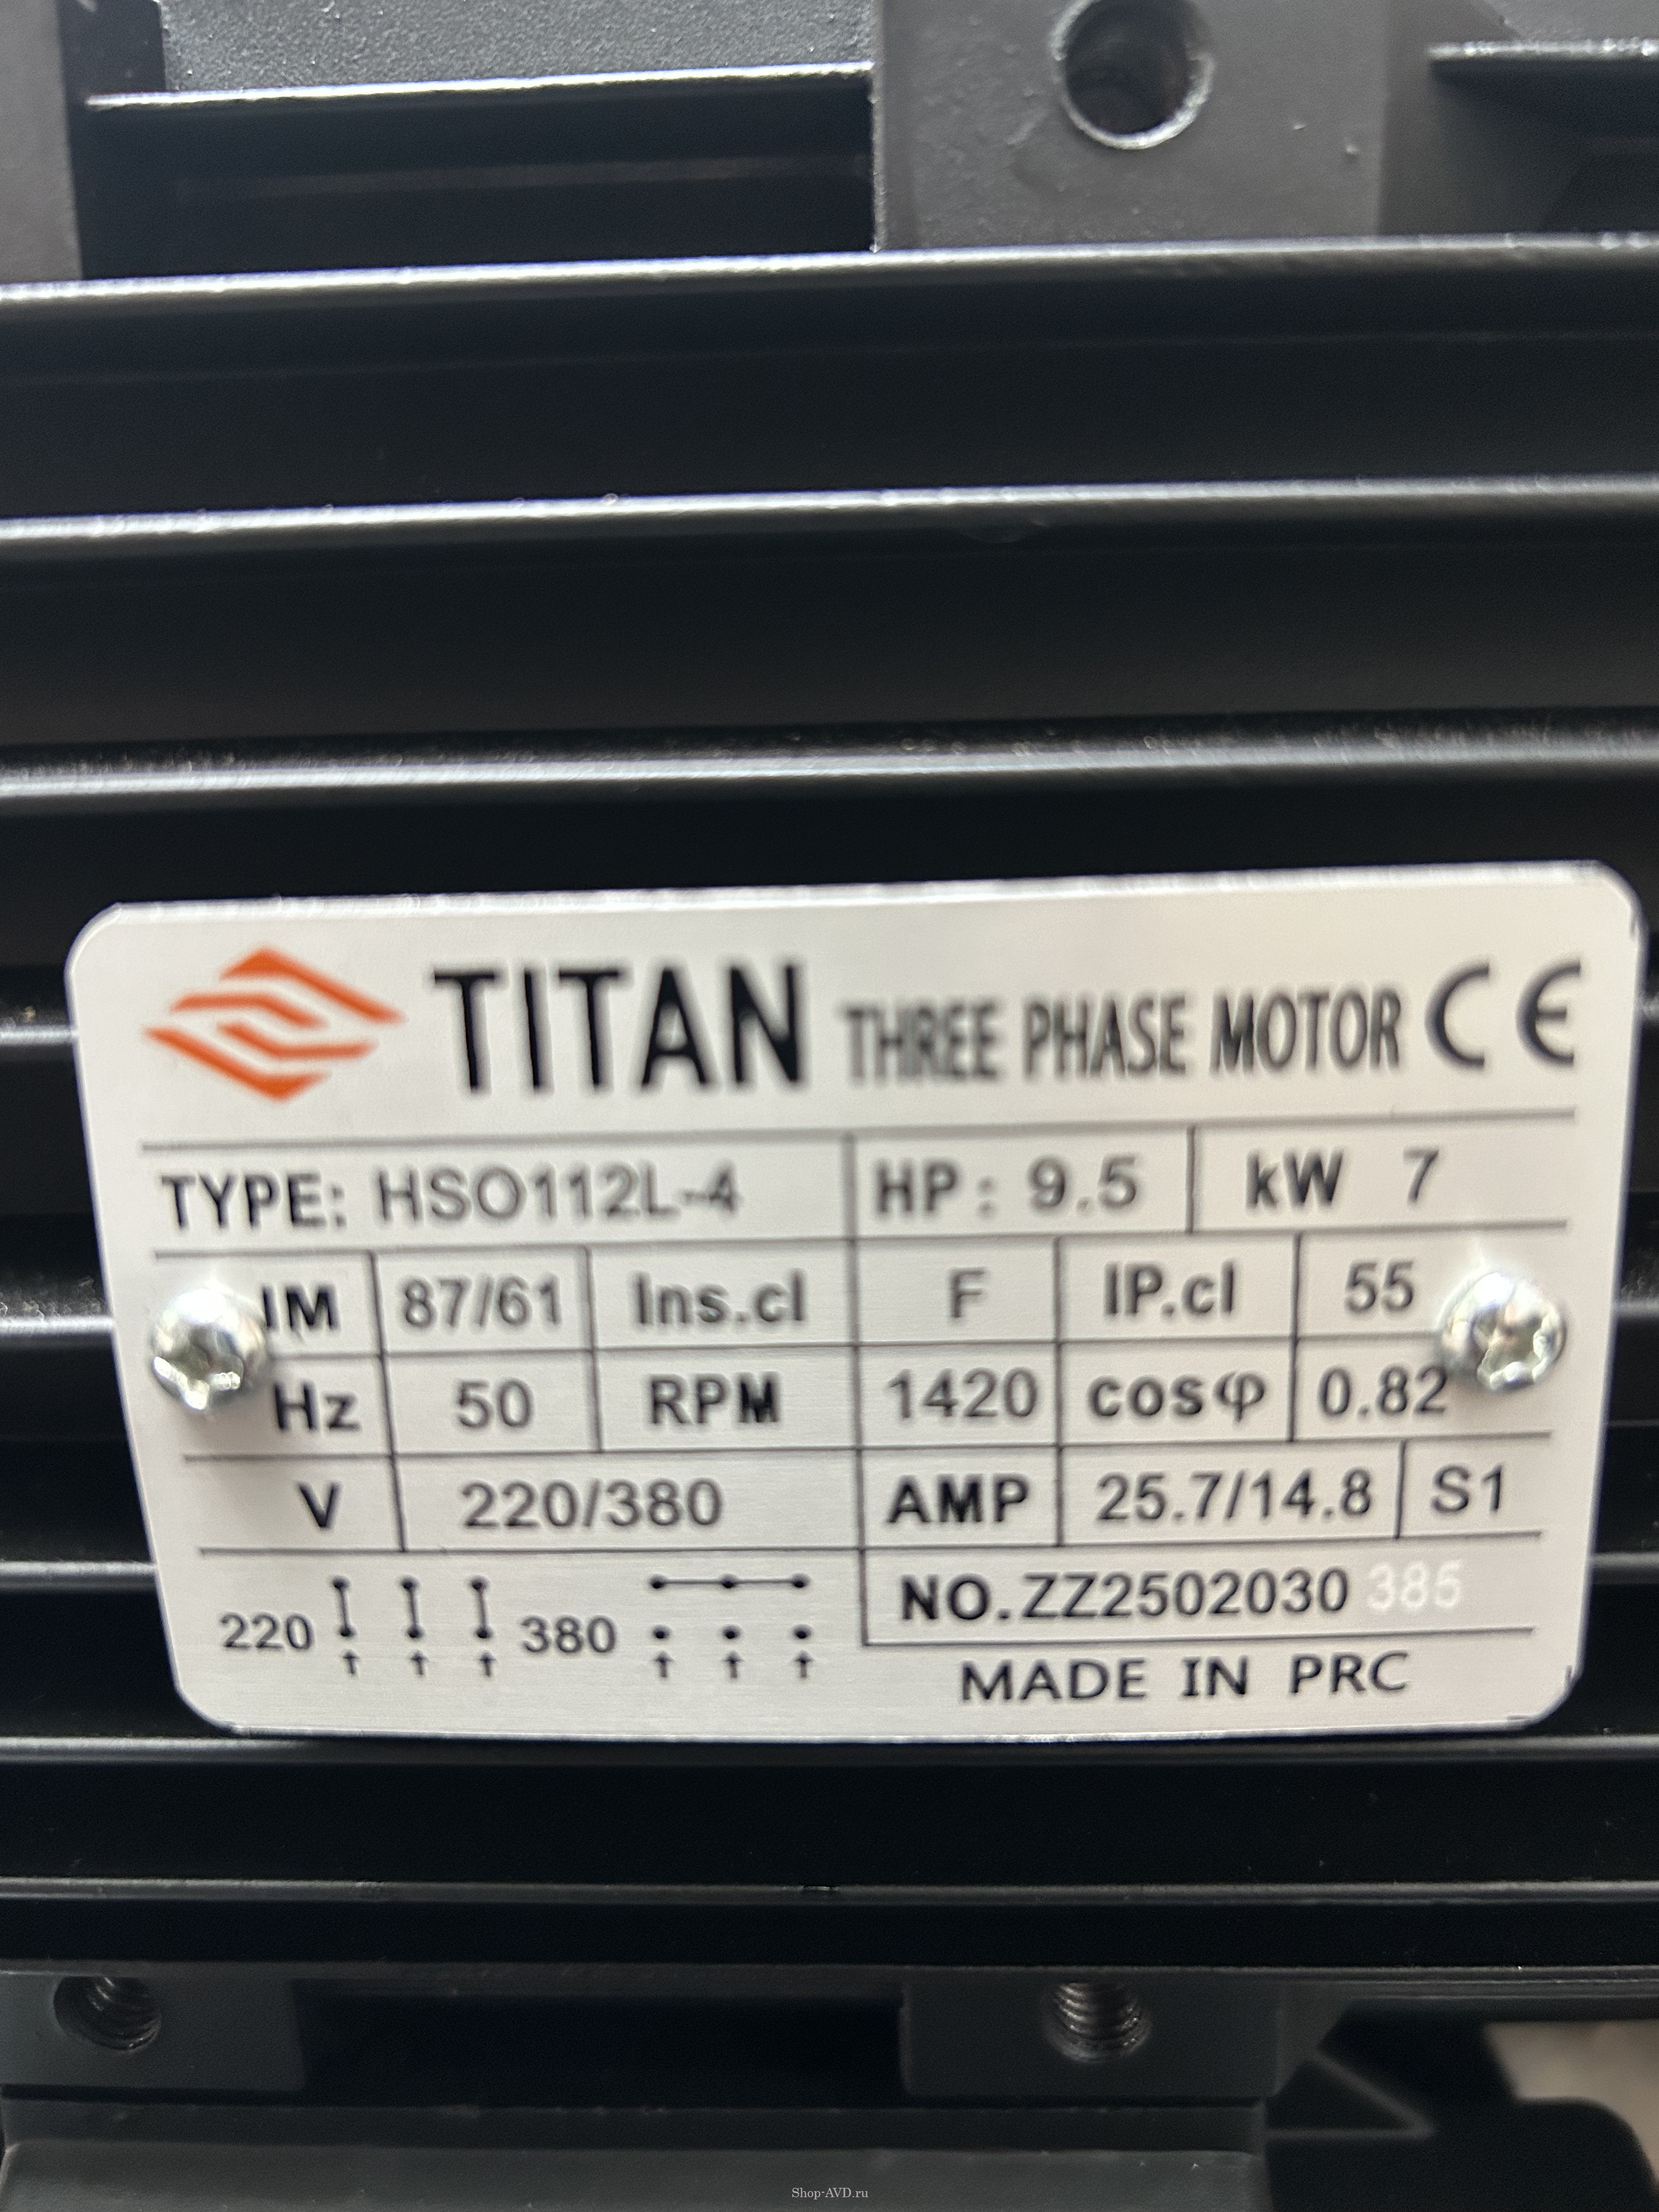 TITAN THREE PHASE MOTOR CE
TYPE: HSO112L-4 HP: 9.5 kW 7
IM 87/61 Ins.cl F IP.cl 55
Hz 50 RPM 1420 cosφ 0.82
V 220/380 AMP 25.7/14.8 S1
220 380 NO.ZZ2502030 385
MADE IN PRC
Shop-AVD.ru